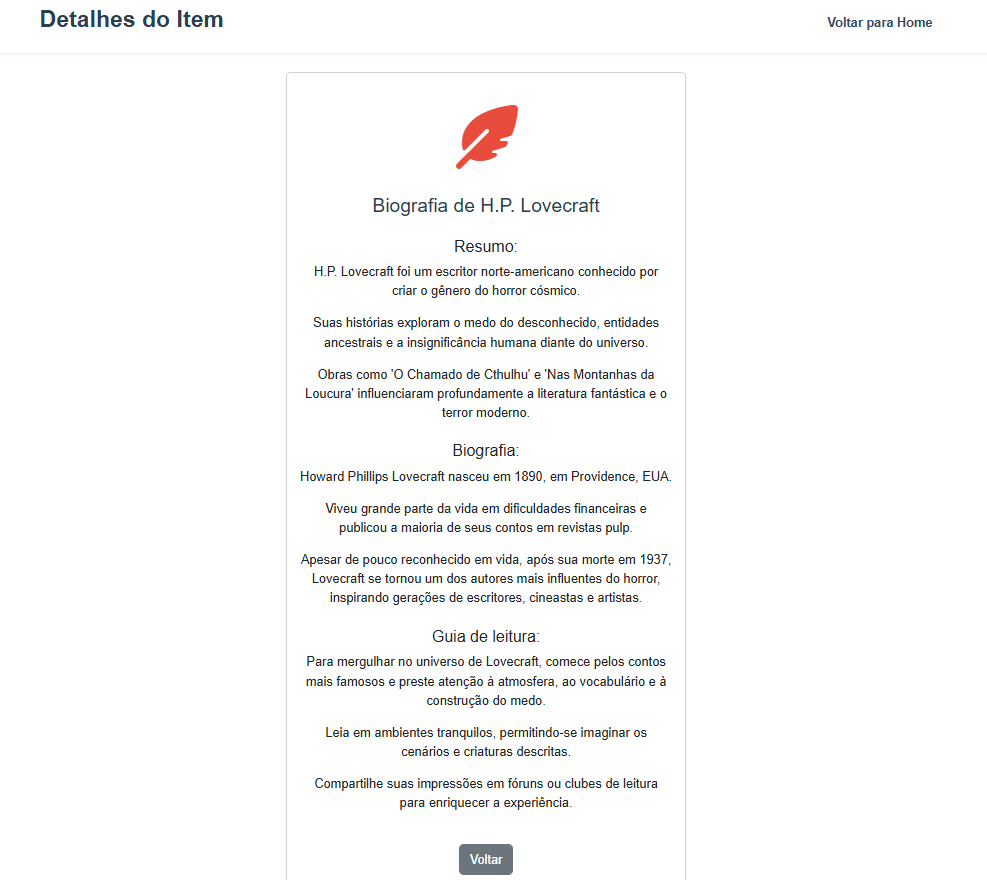 Detalhes do Item
Voltar para Home
Biografia de H.P. Lovecraft
Resumo:
H.P. Lovecraft foi um escritor norte-americano conhecido por
criar o gênero do horror cósmico.
Suas histórias exploram o medo do desconhecido, entidades
ancestrais e a insignificância humana diante do universo.
Obras como 'O Chamado de Cthulhu' e 'Nas Montanhas da
Loucura' influenciaram profundamente a literatura fantástica e o
terror moderno.
Biografia:
Howard Phillips Lovecraft nasceu em 1890, em Providence, EUA.
Viveu grande parte da vida em dificuldades financeiras e
publicou a maioria de seus contos em revistas pulp.
Apesar de pouco reconhecido em vida, após sua morte em 1937,
Lovecraft se tornou um dos autores mais influentes do horror,
inspirando gerações de escritores, cineastas e artistas.
Guia de leitura:
Para mergulhar no universo de Lovecraft, comece pelos contos
mais famosos e preste atenção à atmosfera, ao vocabulário e à
construção do medo.
Leia em ambientes tranquilos, permitindo-se imaginar os
cenários e criaturas descritas.
Compartilhe suas impressões em fóruns ou clubes de leitura
para enriquecer a experiência.
Voltar